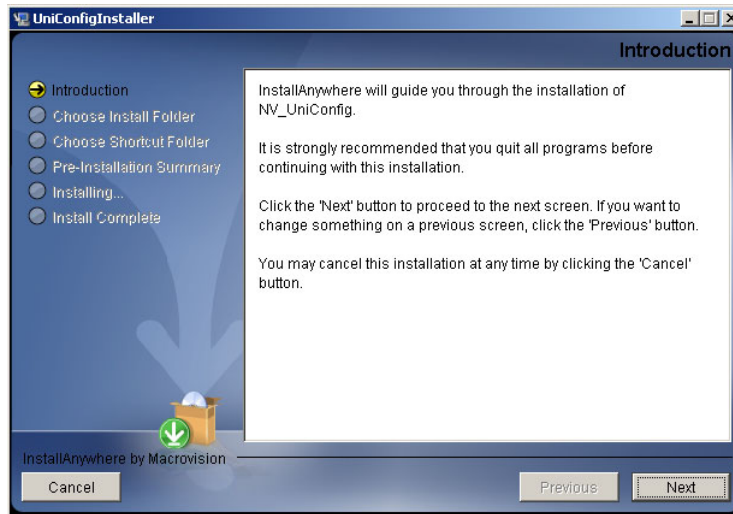 UniConfigInstaller
Introduction
Introduction
Choose Install Folder
Choose Shortcut Folder
Pre-Installation Summary
Installing...
Install Complete
InstallAnywhere will guide you through the installation of
NV_UniConfig.
It is strongly recommended that you quit all programs before
continuing with this installation.
Click the 'Next' button to proceed to the next screen. If you want to
change something on a previous screen, click the 'Previous' button.
You may cancel this installation at any time by clicking the 'Cancel'
button.
InstallAnywhere by Macrovision
Cancel
Previous
Next